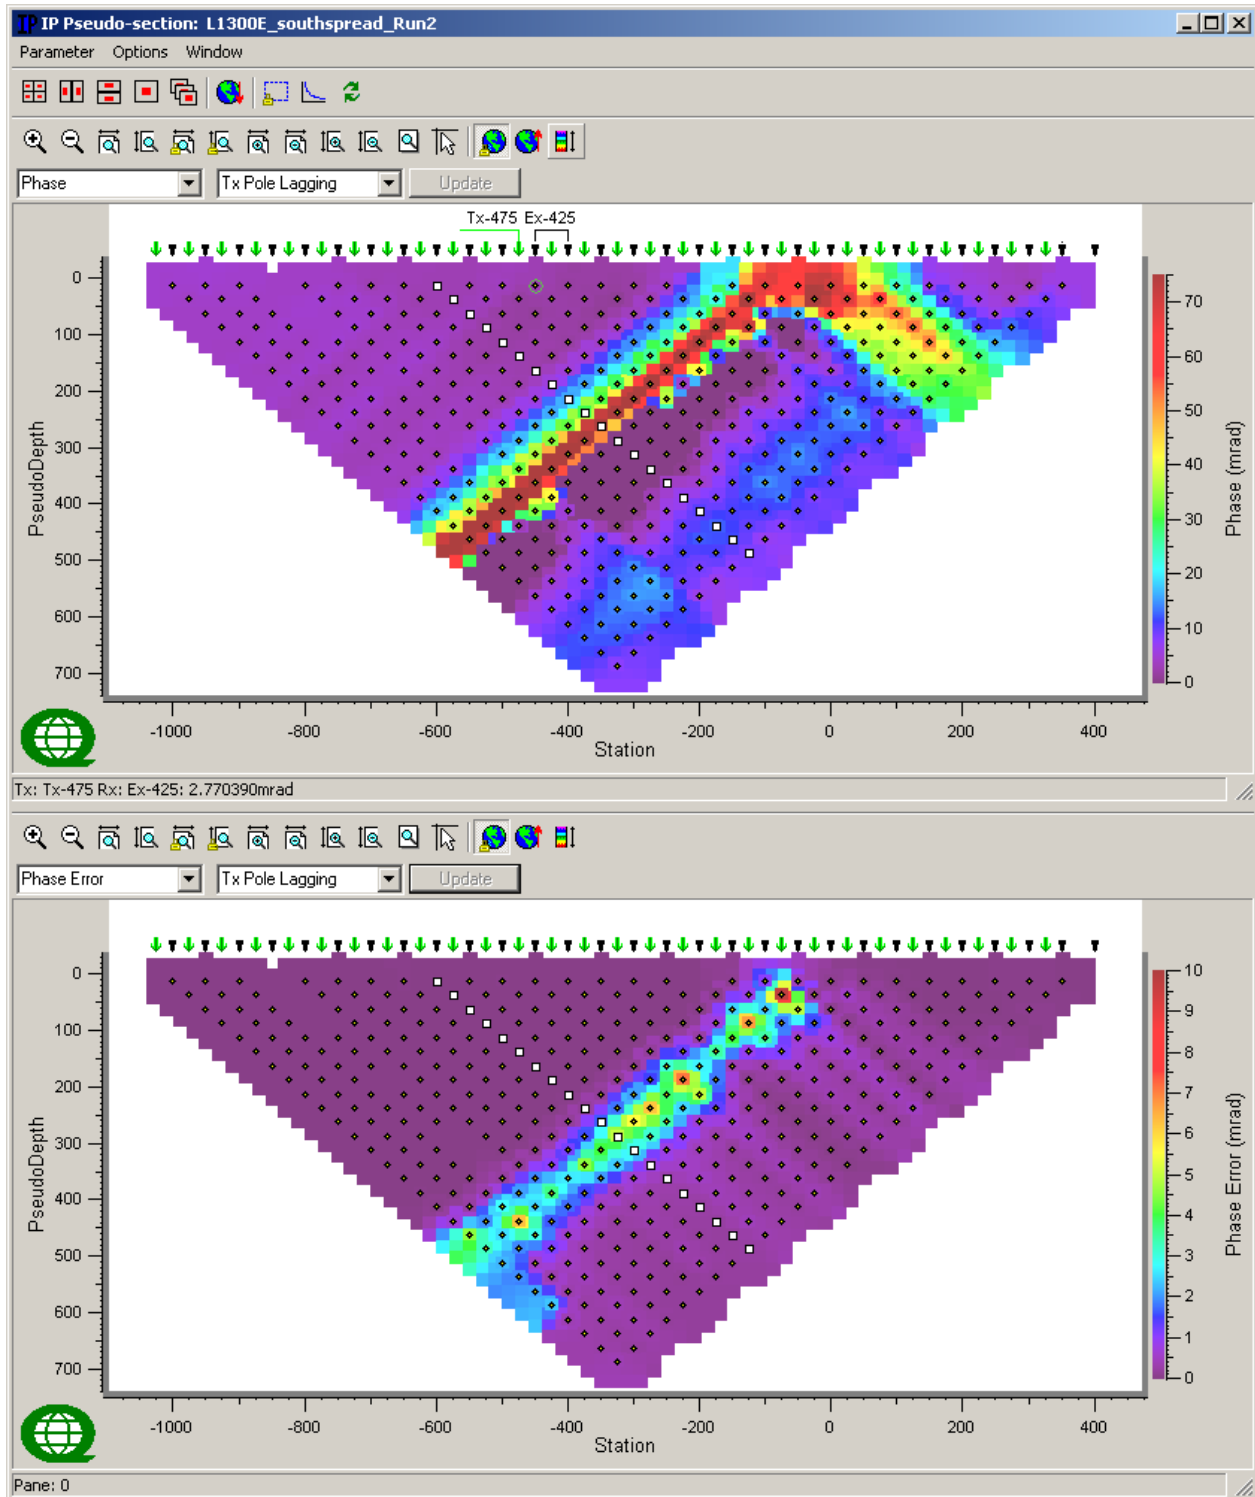 IP IP Pseudo-section: L1300E_southspread_Run2
Parameter Options Window
Phase Tx Pole Lagging Update
Tx-475 Ex-425
0
100
200
300
400
500
600
700
PseudoDepth
70
60
50
40
30
20
10
0
Phase (mrad)
-1000 -800 -600 -400 -200 0 200 400
Station
Tx: Tx-475 Rx: Ex-425: 2.770390mrad
Phase Error Tx Pole Lagging Update
0
100
200
300
400
500
600
700
PseudoDepth
10
9
8
7
6
5
4
3
2
1
0
Phase Error (mrad)
-1000 -800 -600 -400 -200 0 200 400
Station
Pane: 0